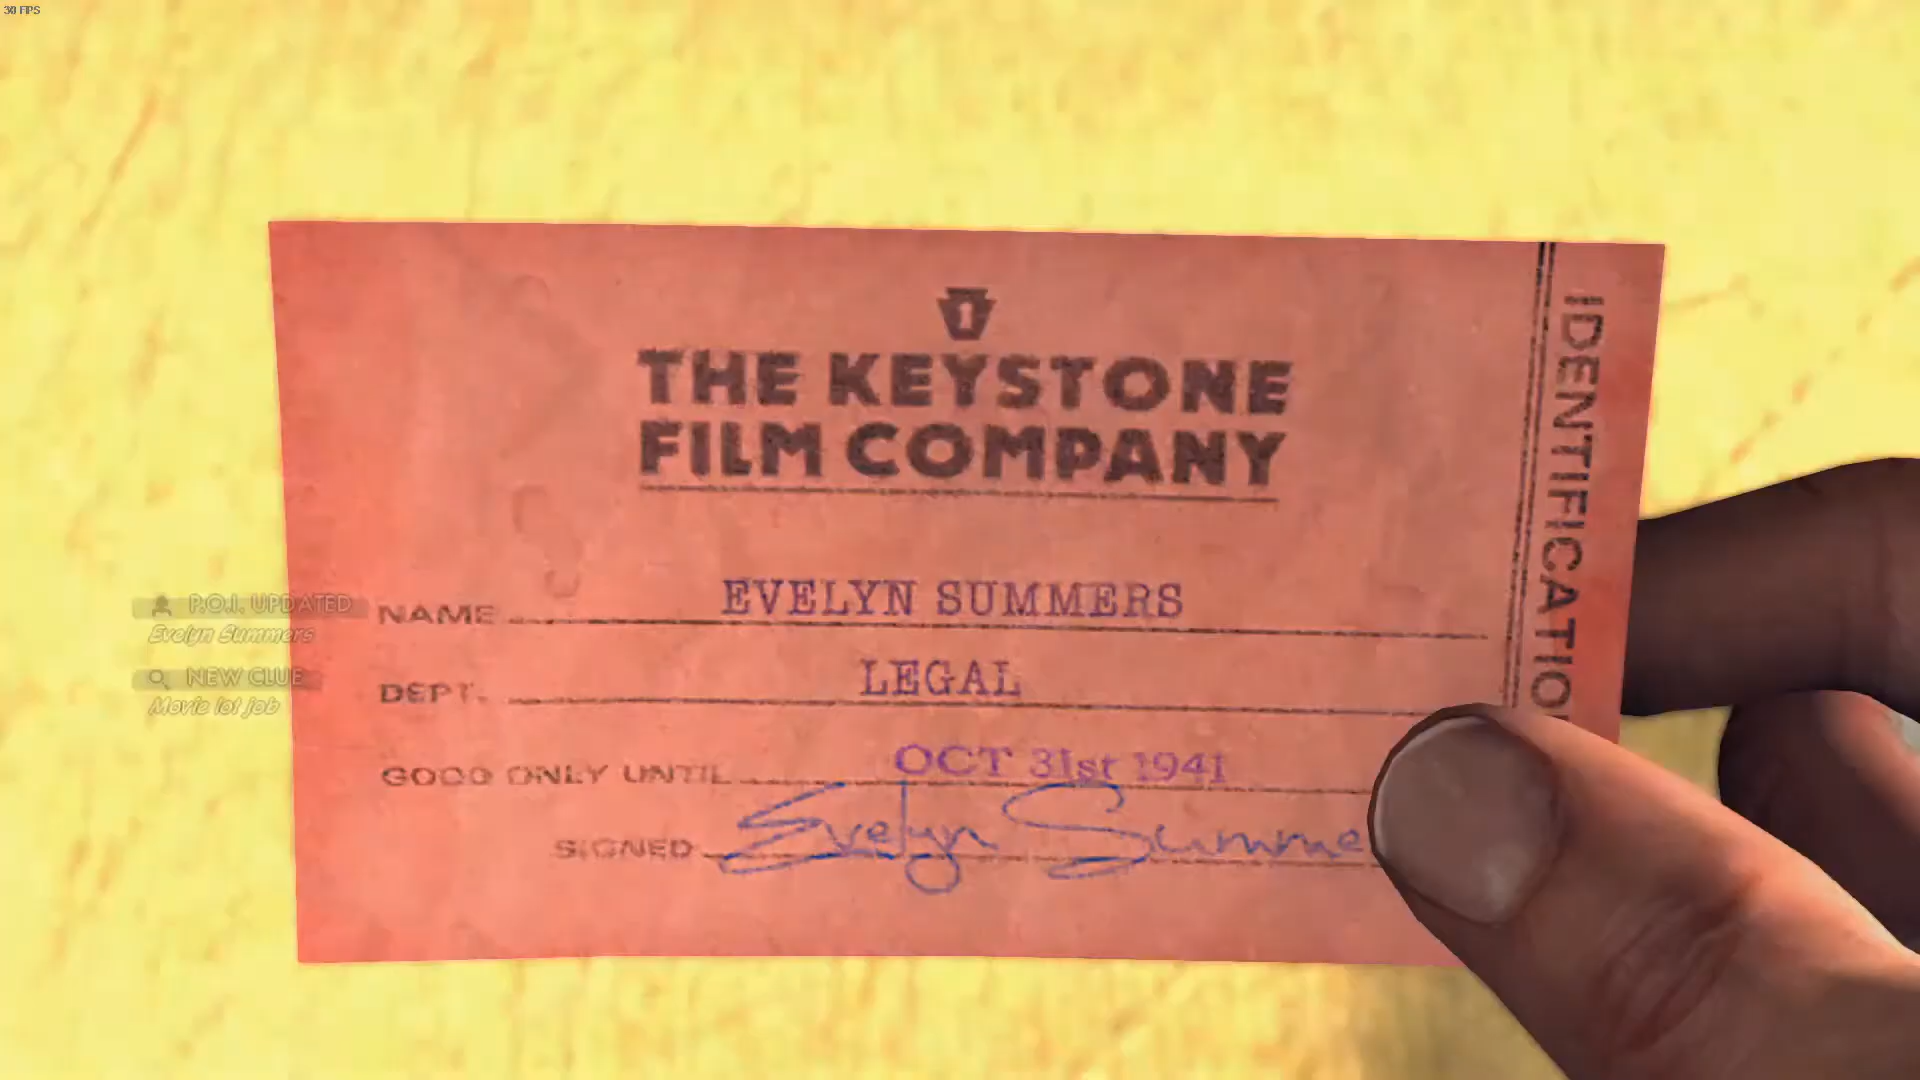 30 FPS
1
THE KEYSTONE
FILM COMPANY
IDENTIFICATIO
NAME EVELYN SUMMERS
DEPT. LEGAL
GOOD ONLY UNTIL OCT 31st 1941
SIGNED Evelyn Summe
P.O.I. UPDATED
Evelyn Summers
NEW CLUE
Movie lot job